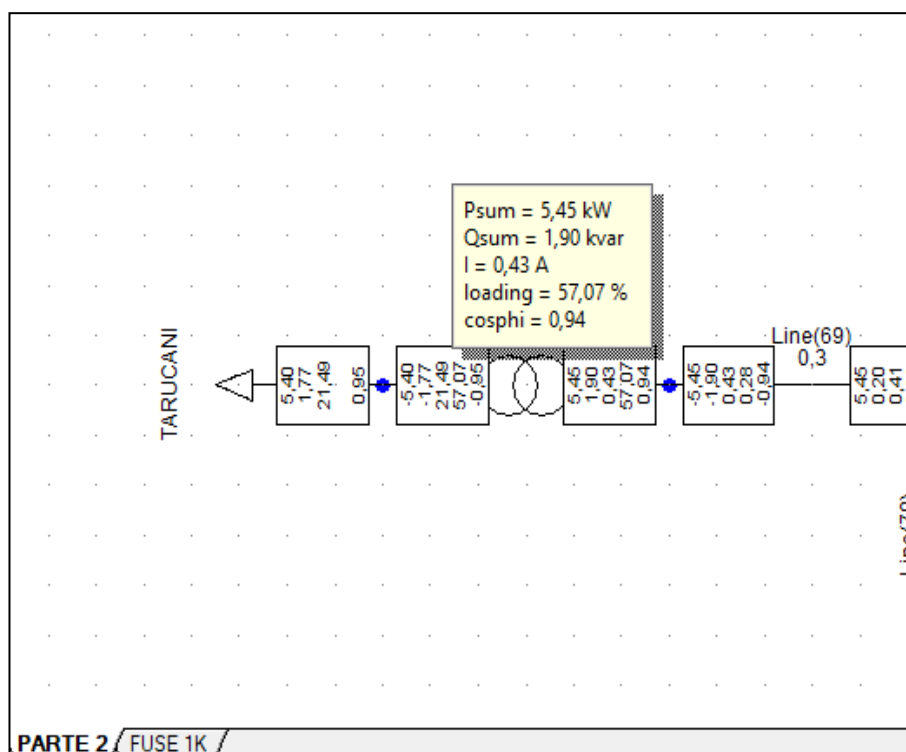 Psum = 5,45 kW
Qsum = 1,90 kvar
I = 0,43 A
loading = 57,07 %
cosphi = 0,94
TARUCANI
5,40
1,77
21,49
0,95
-5,40
-1,77
21,49
57,07
-0,95
5,45
1,90
0,43
57,07
0,94
-5,45
-1,90
0,43
0,28
-0,94
Line(69)
0,3
5,45
0,20
0,41
PARTE 2
FUSE 1K